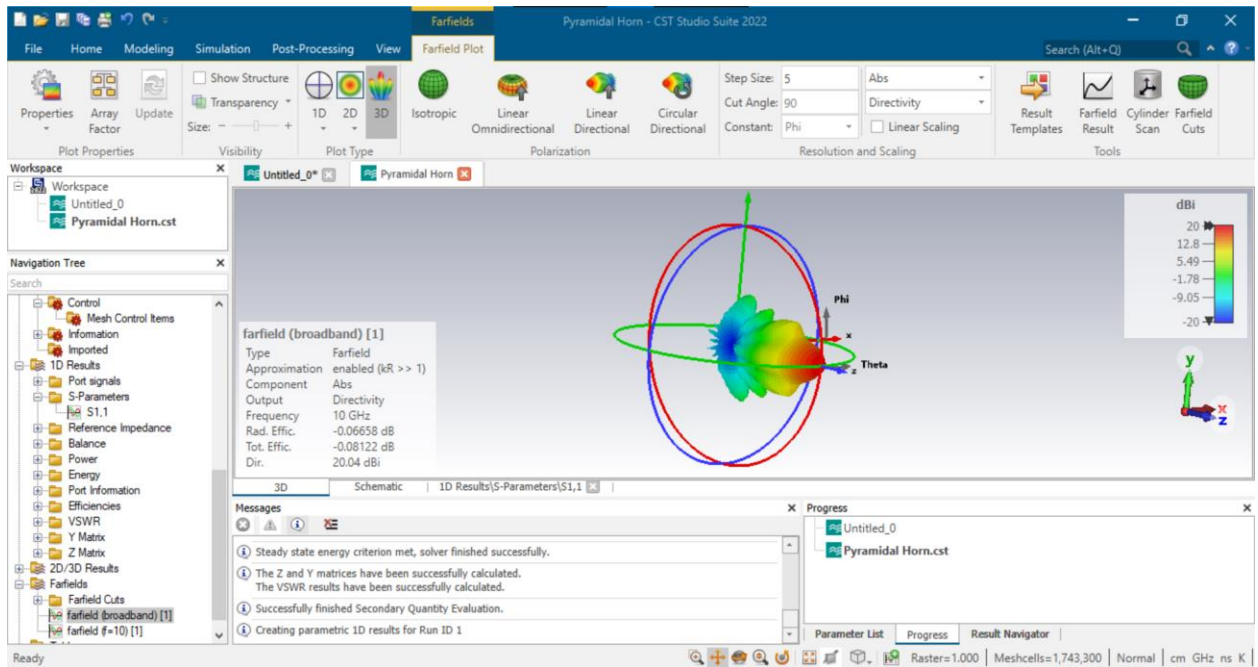 Farfields
Pyramidal Horn - CST Studio Suite 2022
File Home Modeling Simulation Post-Processing View Farfield Plot Search (Alt+Q)
Show Structure
Transparency
Size: - +
Properties Array Factor Update
Plot Properties
Visibility
1D 2D 3D
Plot Type
Isotropic Linear Omnidirectional Linear Directional Circular Directional
Polarization
Step Size: 5 Abs
Cut Angle: 90 Directivity
Constant: Phi Linear Scaling
Resolution and Scaling
Result Templates Farfield Result Cylinder Scan Farfield Cuts
Tools
Workspace
Workspace
Untitled_0
Pyramidal Horn.cst
Navigation Tree
Search
Control
Mesh Control Items
Information
Imported
1D Results
Port signals
S-Parameters
S1,1
Reference Impedance
Balance
Power
Energy
Port Information
Efficiencies
VSWR
Y Matrix
Z Matrix
2D/3D Results
Farfields
Farfield Cuts
farfield (broadband) [1]
farfield (f=10) [1]
Untitled_0* Pyramidal Horn
farfield (broadband) [1]
Type Farfield
Approximation enabled (kR >> 1)
Component Abs
Output Directivity
Frequency 10 GHz
Rad. Effic. -0.06658 dB
Tot. Effic. -0.08122 dB
Dir. 20.04 dBi
Phi
x
z
Theta
dBi
20
12.8
5.49
-1.78
-9.05
-20
y
x
z
3D Schematic 1D Results\S-Parameters\S1,1
Messages
Steady state energy criterion met, solver finished successfully.
The Z and Y matrices have been successfully calculated.
The VSWR results have been successfully calculated.
Successfully finished Secondary Quantity Evaluation.
Creating parametric 1D results for Run ID 1
Progress
Untitled_0
Pyramidal Horn.cst
Parameter List Progress Result Navigator
Ready Raster=1.000 Meshcells=1,743,300 Normal cm GHz ns K